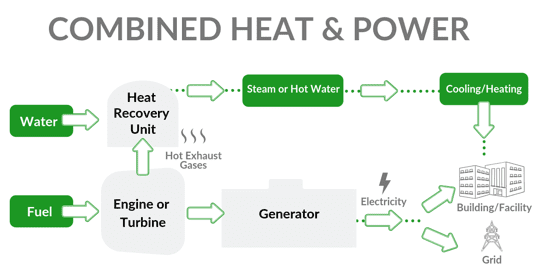 COMBINED HEAT & POWER
Heat
Recovery
Unit
Steam or Hot Water
Cooling/Heating
Water
Hot Exhaust
Gases
Fuel
Engine or
Turbine
Generator
Electricity
Building/Facility
Grid